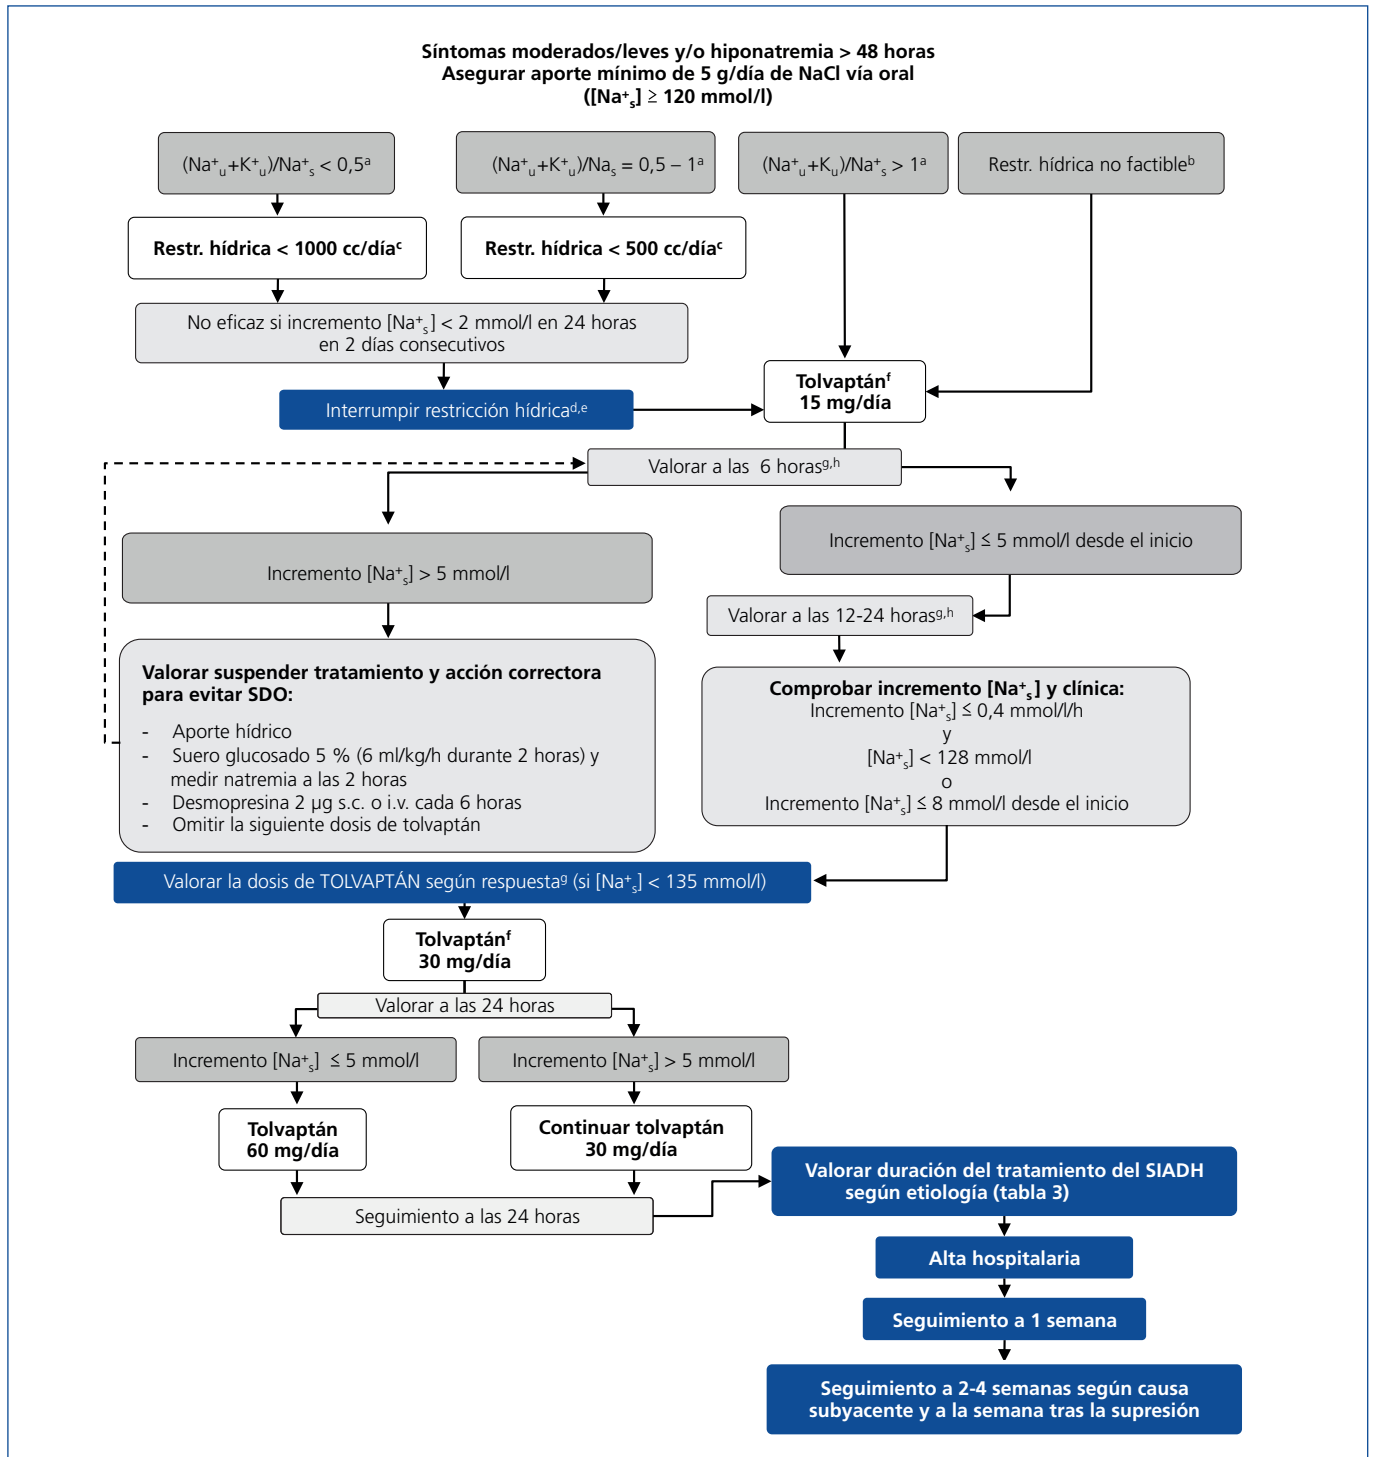 Síntomas moderados/leves y/o hiponatremia > 48 horas
Asegurar aporte mínimo de 5 g/día de NaCl vía oral
([Na⁺ₛ] ≥ 120 mmol/l)
(Na⁺ᵤ+K⁺ᵤ)/Na⁺ₛ < 0,5ᵃ
(Na⁺ᵤ+K⁺ᵤ)/Naₛ = 0,5 – 1ᵃ
(Na⁺ᵤ+Kᵤ)/Na⁺ₛ > 1ᵃ
Restr. hídrica no factibleᵇ
Restr. hídrica < 1000 cc/díaᶜ
Restr. hídrica < 500 cc/díaᶜ
No eficaz si incremento [Na⁺ₛ] < 2 mmol/l en 24 horas
en 2 días consecutivos
Tolvaptánᶠ
15 mg/día
Interrumpir restricción hídricaᵈ,ᵉ
Valorar a las 6 horasᵍ,ʰ
Incremento [Na⁺ₛ] > 5 mmol/l
Incremento [Na⁺ₛ] ≤ 5 mmol/l desde el inicio
Valorar a las 12-24 horasᵍ,ʰ
Valorar suspender tratamiento y acción correctora
para evitar SDO:
- Aporte hídrico
- Suero glucosado 5 % (6 ml/kg/h durante 2 horas) y
medir natremia a las 2 horas
- Desmopresina 2 µg s.c. o i.v. cada 6 horas
- Omitir la siguiente dosis de tolvaptán
Comprobar incremento [Na⁺ₛ] y clínica:
Incremento [Na⁺ₛ] ≤ 0,4 mmol/l/h
y
[Na⁺ₛ] < 128 mmol/l
o
Incremento [Na⁺ₛ] ≤ 8 mmol/l desde el inicio
Valorar la dosis de TOLVAPTÁN según respuestaᵍ (si [Na⁺ₛ] < 135 mmol/l)
Tolvaptánᶠ
30 mg/día
Valorar a las 24 horas
Incremento [Na⁺ₛ] ≤ 5 mmol/l
Incremento [Na⁺ₛ] > 5 mmol/l
Tolvaptán
60 mg/día
Continuar tolvaptán
30 mg/día
Seguimiento a las 24 horas
Valorar duración del tratamiento del SIADH
según etiología (tabla 3)
Alta hospitalaria
Seguimiento a 1 semana
Seguimiento a 2-4 semanas según causa
subyacente y a la semana tras la supresión